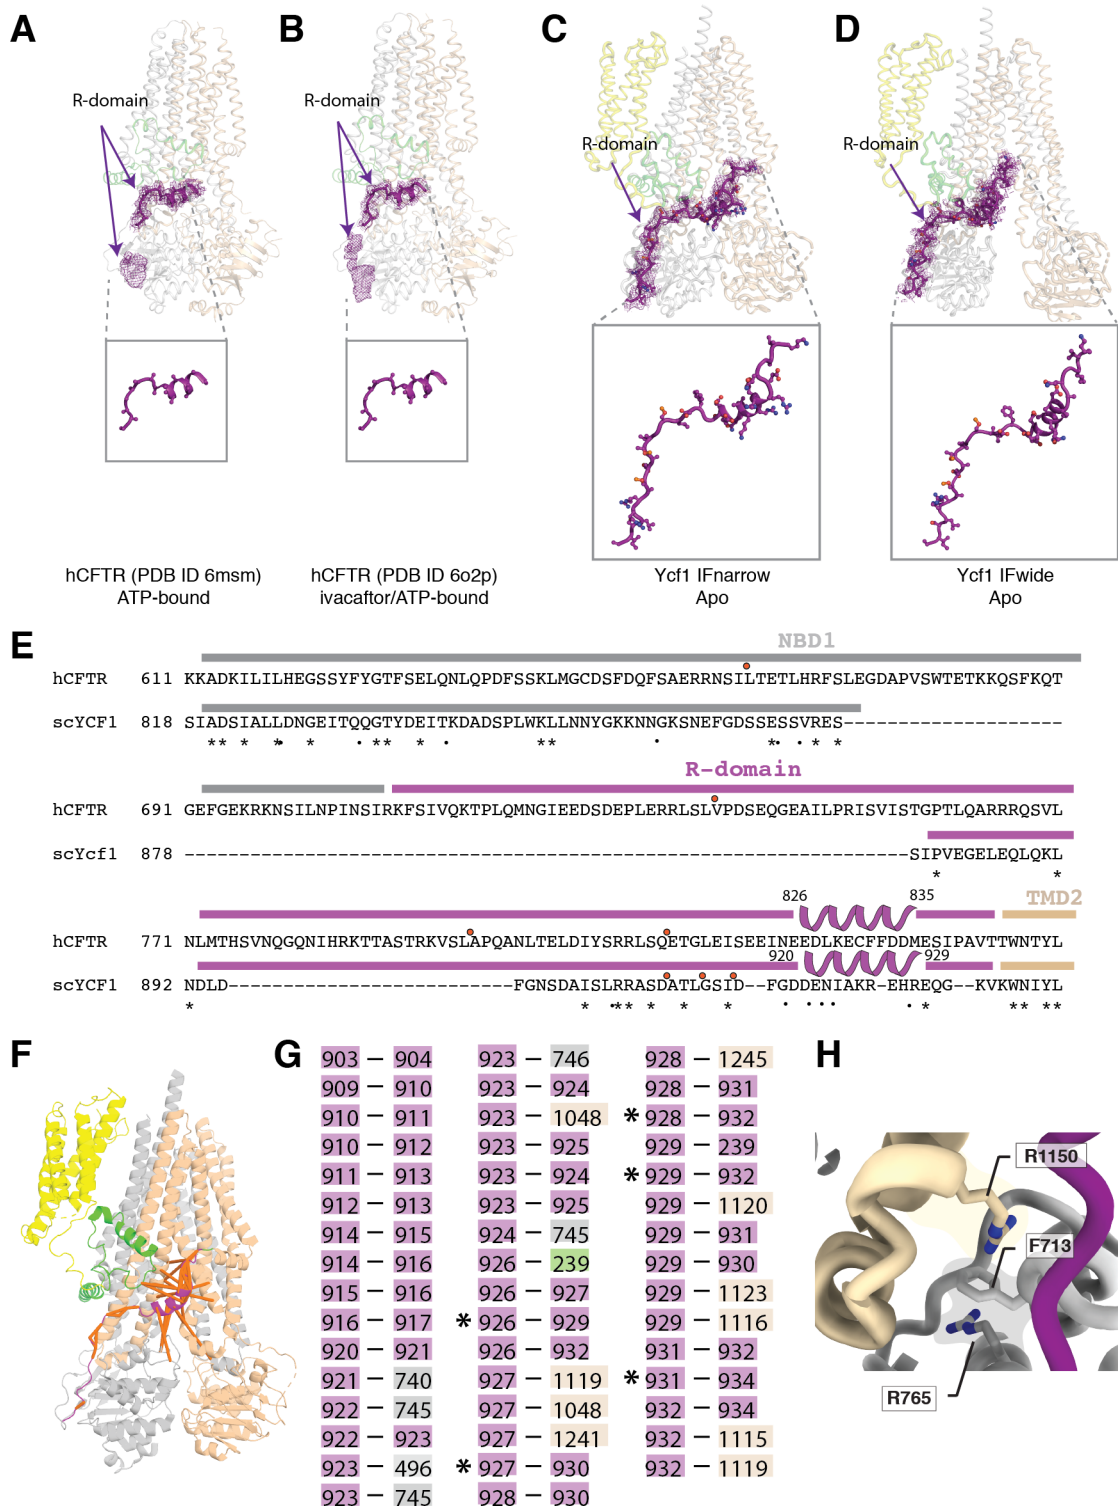 A
B
C
D
R-domain
R-domain
R-domain
R-domain
hCFTR (PDB ID 6msm)
ATP-bound
hCFTR (PDB ID 6o2p)
ivacaftor/ATP-bound
Ycf1 IFnarrow
Apo
Ycf1 IFwide
Apo
E
NBD1
hCFTR 611 KKADKILILHEGSSYFYGTFSELQNLQPDFSSKLMGCDSFDQFSAERRNSILTETLHRFSLEGDAPVSWTETKKQSFKQT
scYCF1 818 SIADSIALLDNGEITQQGTYDEITKDADSPLWKLLNNYGKKNNGKSNEFGDSSESSVRES---------------------
R-domain
hCFTR 691 GEFGEKRKNSILNPINSIRKFSIVQKTPLQMNGIEEDSDEPLERRLSLVPDSEQGEAILPRISVISTGPTLQARRRQSVL
scYcf1 878 ------------------------------------------------------------------SIPVEGELEQLQKL
826 835 TMD2
hCFTR 771 NLMTHSVNQGQNIHRKTTASTRKVSLAPQANLTELDIYSRRLSQETGLEISEEINEEDLKECFFDDMESIPAVTTWNTYL
920 929
scYCF1 892 NDLD--------------------------FGNSDAISLRRASDATLGSID--FGDDENIAKR-EHREQG--KVKWNIYL
F
G
903 – 904
909 – 910
910 – 911
910 – 912
911 – 913
912 – 913
914 – 915
914 – 916
915 – 916
916 – 917
920 – 921
921 – 740
922 – 745
922 – 923
923 – 496
923 – 745
923 – 746
923 – 924
923 – 1048
923 – 925
923 – 924
923 – 925
924 – 745
926 – 239
926 – 927
* 926 – 929
926 – 932
927 – 1119
927 – 1048
927 – 1241
* 927 – 930
928 – 930
928 – 1245
928 – 931
* 928 – 932
929 – 239
* 929 – 932
929 – 1120
929 – 931
929 – 930
929 – 1123
929 – 1116
931 – 932
* 931 – 934
932 – 934
932 – 1115
932 – 1119
H
R1150
F713
R765